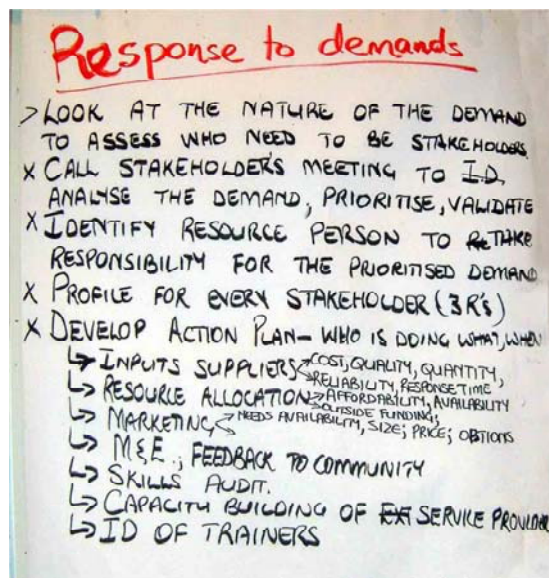 Response to demands
> LOOK AT THE NATURE OF THE DEMAND
TO ASSESS WHO NEED TO BE STAKEHOLDERS
X CALL STAKEHOLDER'S MEETING TO I.D,
ANALYSE THE DEMAND, PRIORITISE, VALIDATE
X IDENTIFY RESOURCE PERSON TO TAKE
RESPONSIBILITY FOR THE PRIORITISED DEMAND
X PROFILE FOR EVERY STAKEHOLDER (3 R's)
X DEVELOP ACTION PLAN – WHO IS DOING WHAT, WHEN
↳ INPUTS SUPPLIERS > COST, QUALITY, QUANTITY,
RELIABILITY, RESPONSE TIME
↳ RESOURCE ALLOCATION > AFFORDABILITY, AVAILABILITY
OUTSIDE FUNDING;
↳ MARKETING > NEEDS AVAILABILITY, SIZE; PRICE; OBTIONS
↳ M&E, FEEDBACK TO COMMUNITY
↳ SKILLS AUDIT.
↳ CAPACITY BUILDING OF SERVICE PROVIDER
↳ ID OF TRAINERS